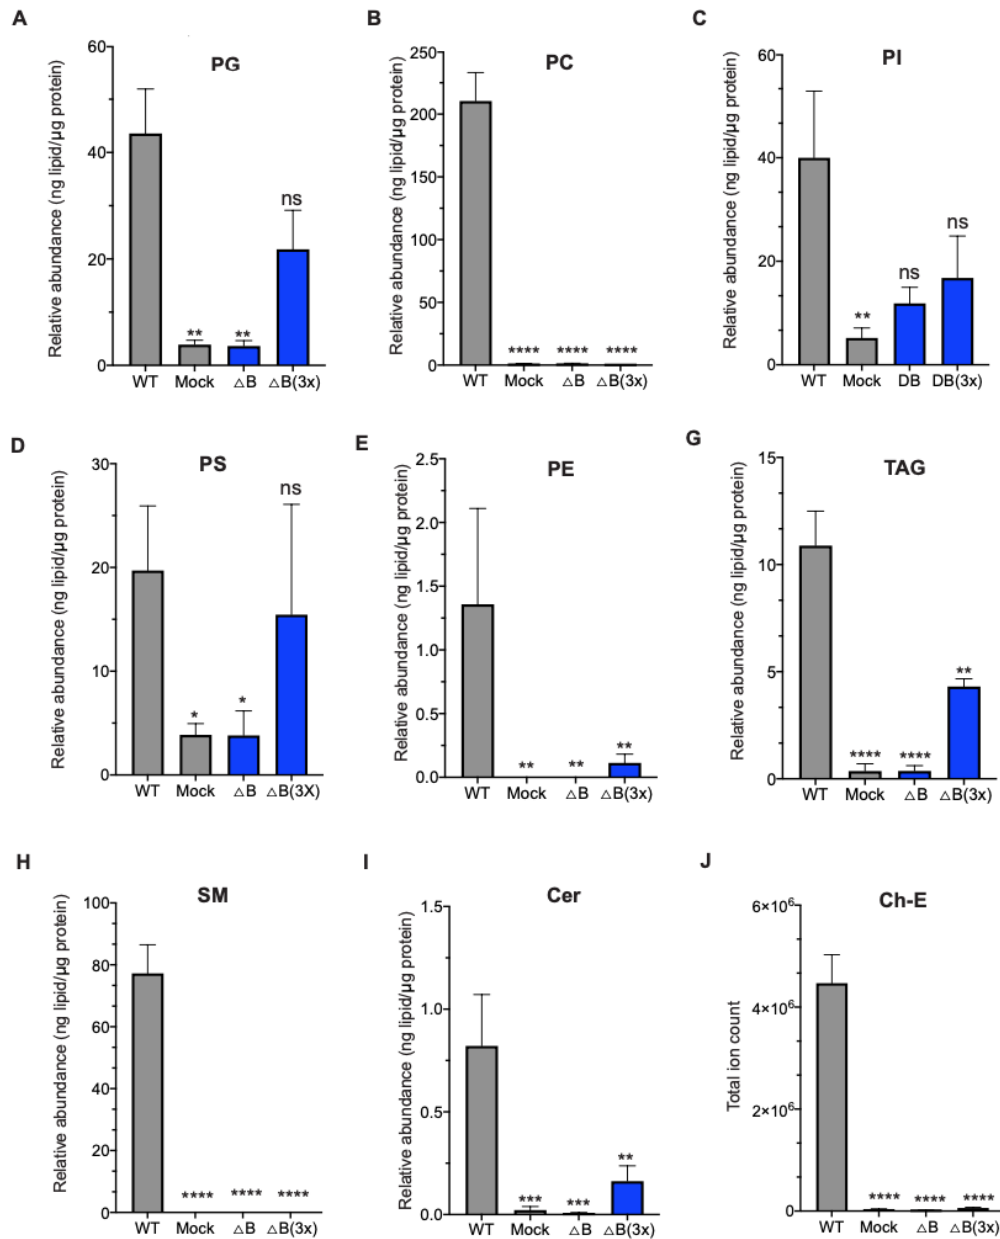 A
PG
Relative abundance (ng lipid/µg protein)
60
40
20
0
**
**
ns
WT Mock △B △B(3x)
B
PC
Relative abundance (ng lipid/µg protein)
250
200
150
100
50
0
**** **** ****
WT Mock △B △B(3x)
C
PI
Relative abundance (ng lipid/µg protein)
60
40
20
0
**
ns
ns
WT Mock DB DB(3x)
D
PS
Relative abundance (ng lipid/µg protein)
30
20
10
0
*
*
ns
WT Mock △B △B(3X)
E
PE
Relative abundance (ng lipid/µg protein)
2.5
2.0
1.5
1.0
0.5
0.0
** ** **
WT Mock △B △B(3x)
G
TAG
Relative abundance (ng lipid/µg protein)
15
10
5
0
**** **** **
WT Mock △B △B(3x)
H
SM
Relative abundance (ng lipid/µg protein)
100
80
60
40
20
0
**** **** ****
WT Mock △B △B(3x)
I
Cer
Relative abundance (ng lipid/µg protein)
1.5
1.0
0.5
0.0
*** *** **
WT Mock △B △B(3x)
J
Ch-E
Total ion count
6×10⁶
4×10⁶
2×10⁶
0
**** **** ****
WT Mock △B △B(3x)